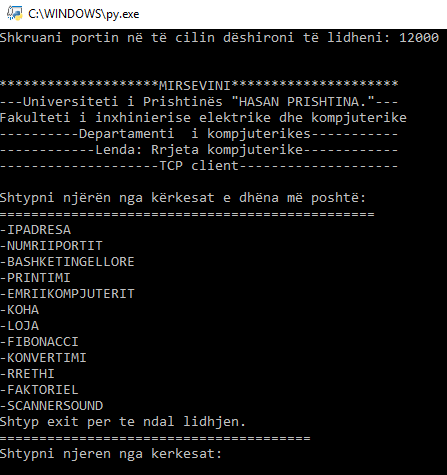 C:\WINDOWS\py.exe
Shkruani portin në të cilin dëshironi të lidheni: 12000
********************MIRSEVINI*********************
---Universiteti i Prishtinës "HASAN PRISHTINA."---
Fakulteti i inxhinierise elektrike dhe kompjuterike
----------Departamenti  i kompjuterikes-----------
------------Lenda: Rrjeta kompjuterike------------
--------------------TCP client--------------------
Shtypni njërën nga kërkesat e dhëna më poshtë:
===============================================
-IPADRESA
-NUMRIIPORTIT
-BASHKETINGELLORE
-PRINTIMI
-EMRIIKOMPJUTERIT
-KOHA
-LOJA
-FIBONACCI
-KONVERTIMI
-RRETHI
-FAKTORIEL
-SCANNERSOUND
Shtyp exit per te ndal lidhjen.
=======================================
Shtypni njeren nga kerkesat: